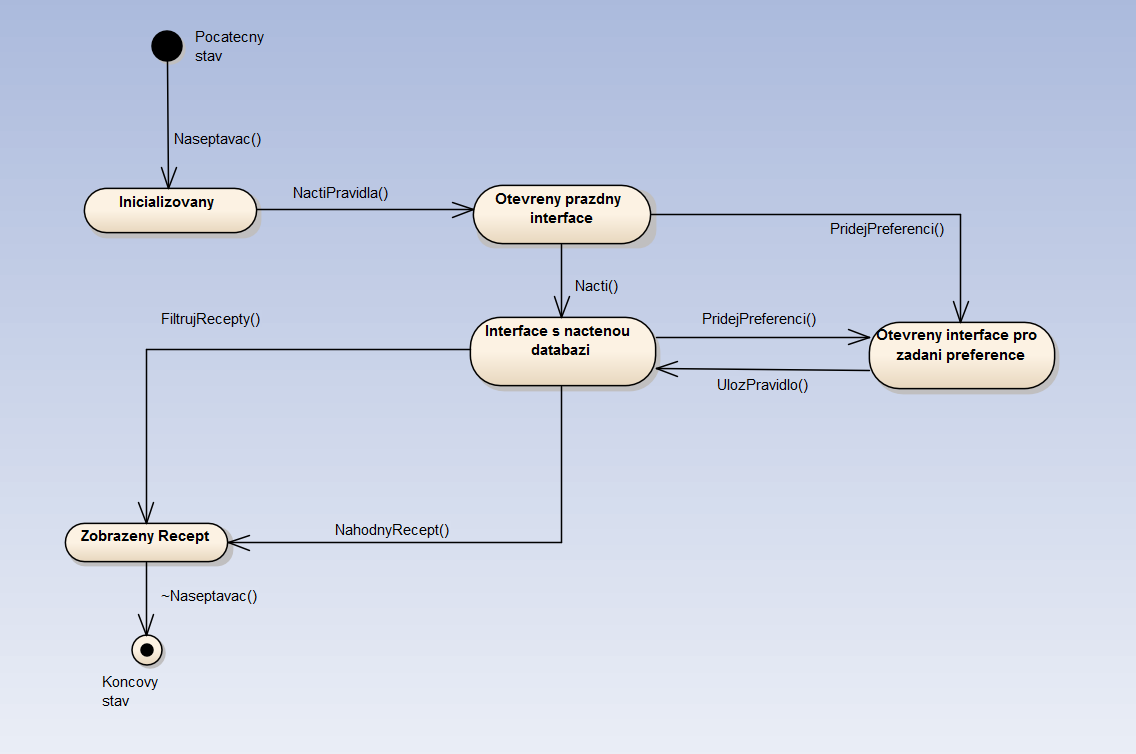 Pocatecny
stav
Naseptavac()
Inicializovany
NactiPravidla()
Otevreny prazdny
interface
PridejPreferenci()
Nacti()
FiltrujRecepty()
Interface s nactenou
databazi
PridejPreferenci()
Otevreny interface pro
zadani preference
UlozPravidlo()
Zobrazeny Recept
NahodnyRecept()
~Naseptavac()
Koncovy
stav